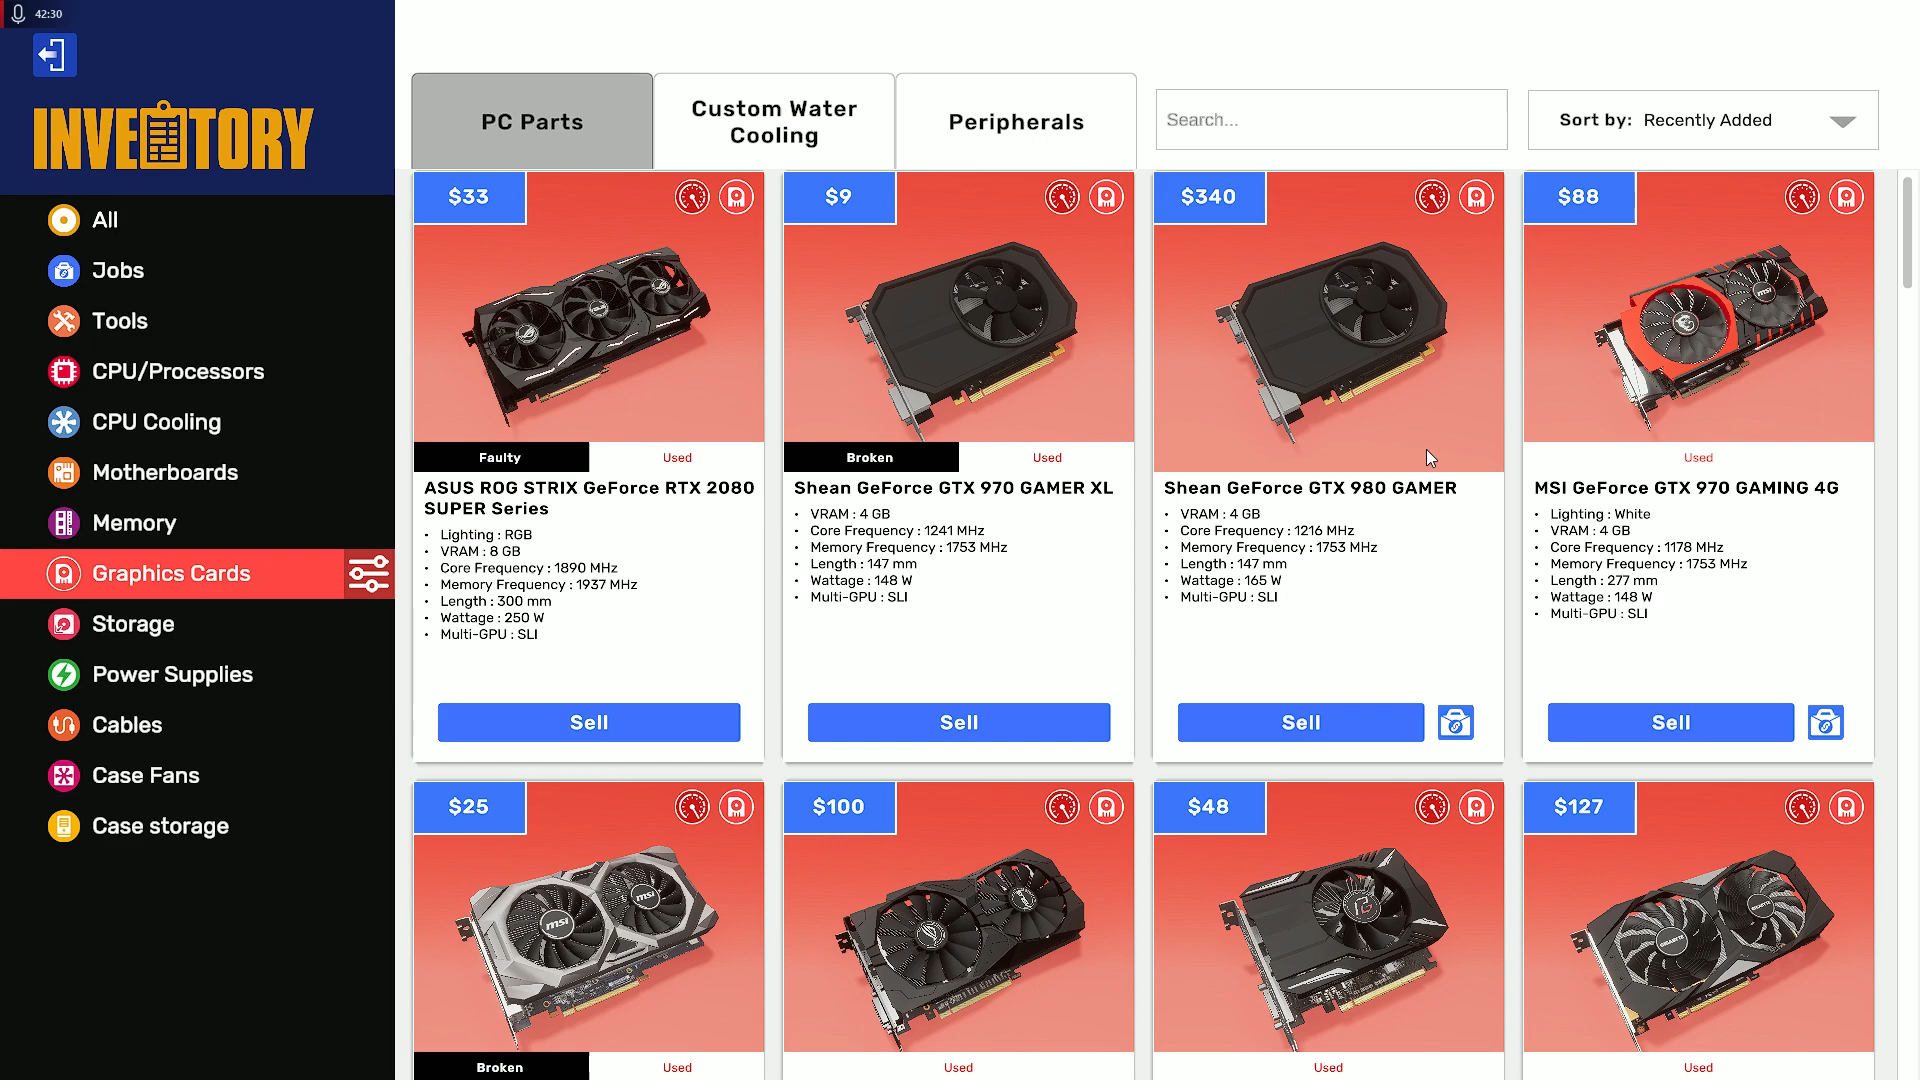 42:30
INVENTORY
All
Jobs
Tools
CPU/Processors
CPU Cooling
Motherboards
Memory
Graphics Cards
Storage
Power Supplies
Cables
Case Fans
Case storage
PC Parts
Custom Water
Cooling
Peripherals
Search...
Sort by: Recently Added
$33
Faulty
Used
ASUS ROG STRIX GeForce RTX 2080
SUPER Series
• Lighting : RGB
• VRAM : 8 GB
• Core Frequency : 1890 MHz
• Memory Frequency : 1937 MHz
• Length : 300 mm
• Wattage : 250 W
• Multi-GPU : SLI
Sell
$9
Broken
Used
Shean GeForce GTX 970 GAMER XL
• VRAM : 4 GB
• Core Frequency : 1241 MHz
• Memory Frequency : 1753 MHz
• Length : 147 mm
• Wattage : 148 W
• Multi-GPU : SLI
Sell
$340
Shean GeForce GTX 980 GAMER
• VRAM : 4 GB
• Core Frequency : 1216 MHz
• Memory Frequency : 1753 MHz
• Length : 147 mm
• Wattage : 165 W
• Multi-GPU : SLI
Sell
$88
msi
Used
MSI GeForce GTX 970 GAMING 4G
• Lighting : White
• VRAM : 4 GB
• Core Frequency : 1178 MHz
• Memory Frequency : 1753 MHz
• Length : 277 mm
• Wattage : 148 W
• Multi-GPU : SLI
Sell
$25
msi
msi
Broken
Used
$100
Used
$48
Used
$127
GIGABYTE
GIGABYTE
Used